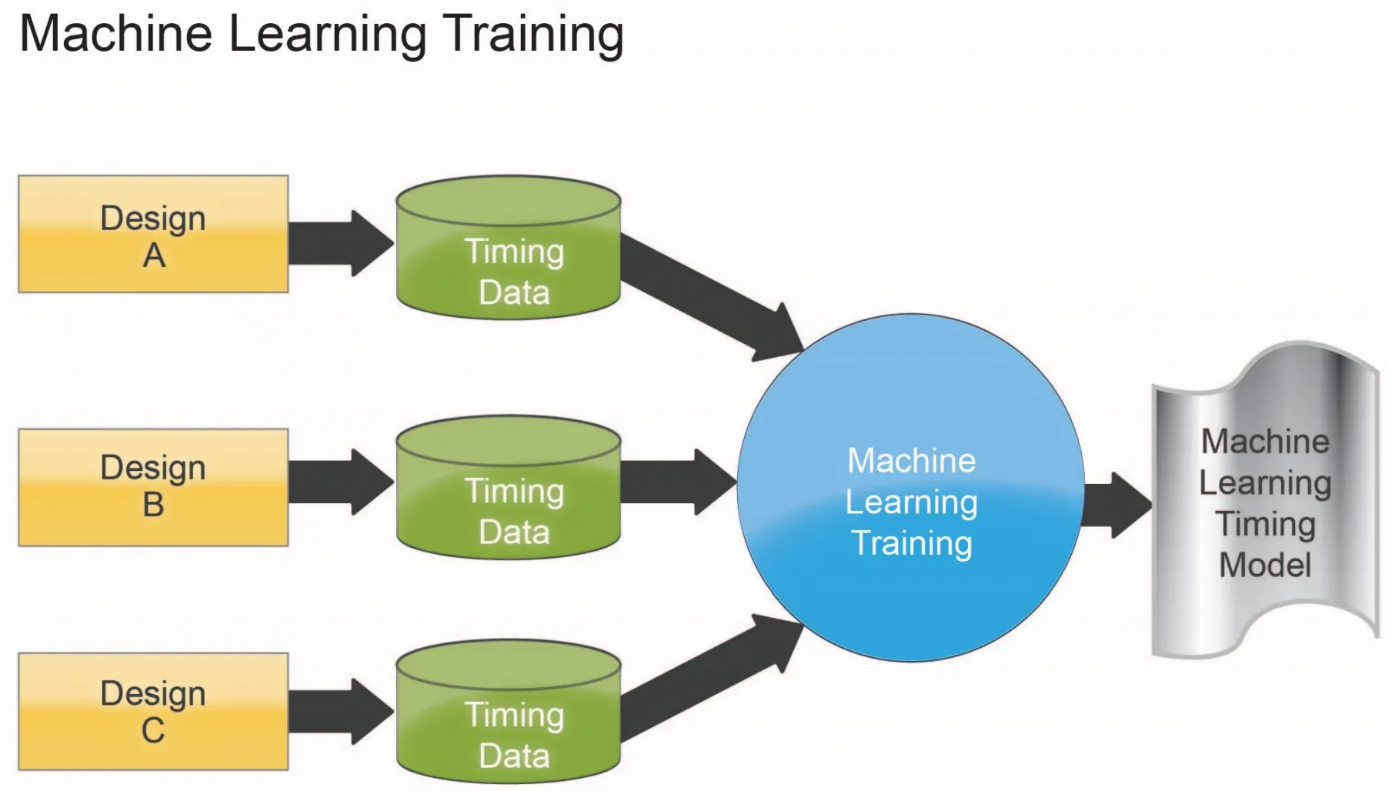 Machine Learning Training
Design
A
Timing
Data
Design
B
Timing
Data
Design
C
Timing
Data
Machine
Learning
Training
Machine
Learning
Timing
Model